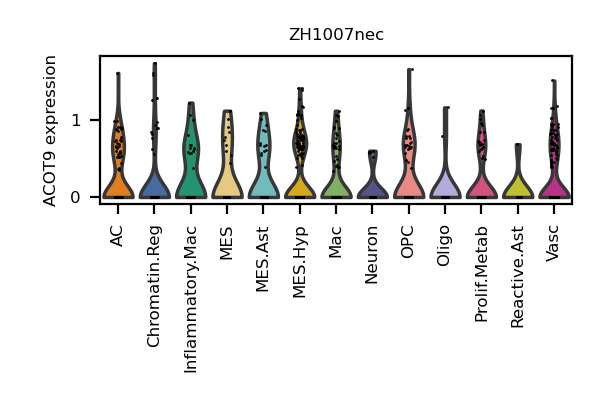 ZH1007nec
ACOT9 expression
1
0
AC
Chromatin.Reg
Inflammatory.Mac
MES
MES.Ast
MES.Hyp
Mac
Neuron
OPC
Oligo
Prolif.Metab
Reactive.Ast
Vasc